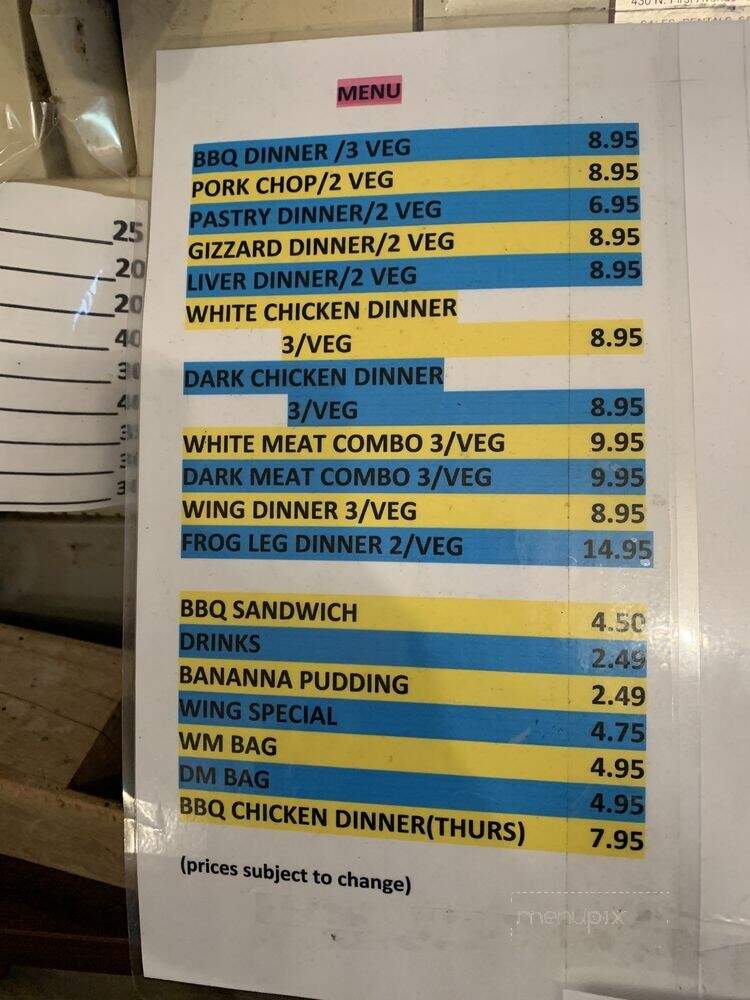 430 N. First Avenue
MENU
BBQ DINNER /3 VEG 8.95
PORK CHOP/2 VEG 8.95
PASTRY DINNER/2 VEG 6.95
GIZZARD DINNER/2 VEG 8.95
LIVER DINNER/2 VEG 8.95
WHITE CHICKEN DINNER
3/VEG 8.95
DARK CHICKEN DINNER
3/VEG 8.95
WHITE MEAT COMBO 3/VEG 9.95
DARK MEAT COMBO 3/VEG 9.95
WING DINNER 3/VEG 8.95
FROG LEG DINNER 2/VEG 14.95
BBQ SANDWICH 4.50
DRINKS 2.49
BANANNA PUDDING 2.49
WING SPECIAL 4.75
WM BAG 4.95
DM BAG 4.95
BBQ CHICKEN DINNER(THURS) 7.95
(prices subject to change)
25
20
20
40
menupix